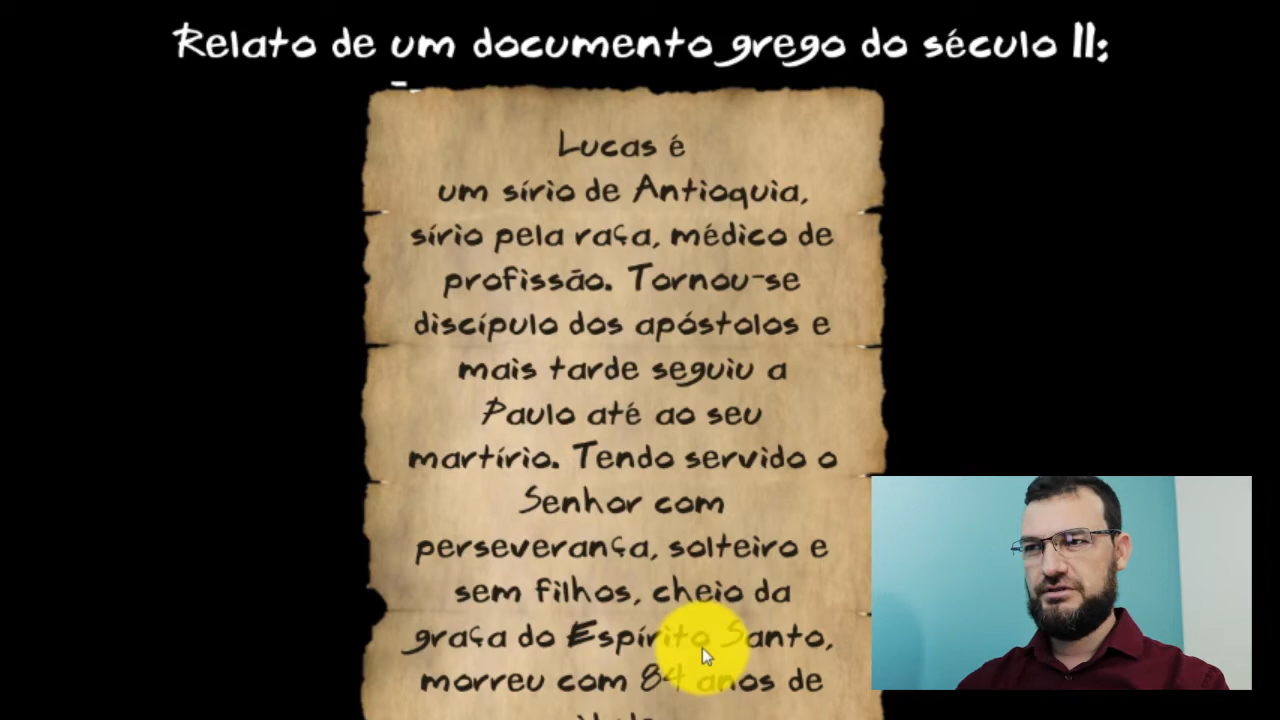 Relato de um documento grego do século II:
Lucas é
um sírio de Antioquia,
sírio pela raça, médico de
profissão. Tornou-se
discípulo dos apóstolos e
mais tarde seguiu a
Paulo até ao seu
martírio. Tendo servido o
Senhor com
perseverança, solteiro e
sem filhos, cheio da
graça do Espírito Santo,
morreu com 84 anos de